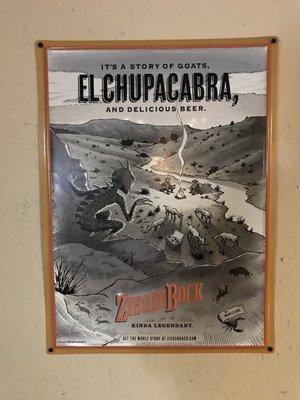 IT'S A STORY OF GOATS,
EL CHUPACABRA,
AND DELICIOUS BEER.
ZIEGENBOCK
KINDA LEGENDARY.
GET THE WHOLE STORY AT ZIEGENBOCK.COM